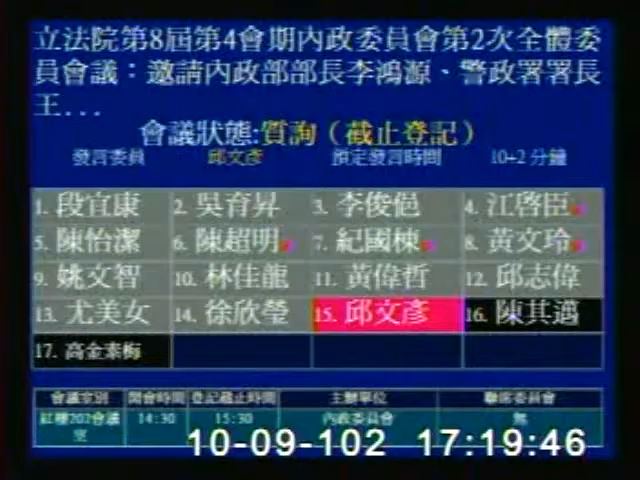 立法院第8屆第4會期內政委員會第2次全體委
員會議：邀請內政部部長李鴻源、警政署署長
王...
會議狀態:質詢（截止登記）
發言委員 邱文彥 預定發言時間 10+2 分鐘
1. 段宜康 2. 吳育昇 3. 李俊俋 4. 江啓臣
5. 陳怡潔 6. 陳超明 7. 紀國棟 8. 黃文玲
9. 姚文智 10. 林佳龍 11. 黃偉哲 12. 邱志偉
13. 尤美女 14. 徐欣瑩 15. 邱文彥 16. 陳其邁
17. 高金素梅
會議室別 開會時間 登記截止時間 主辦單位 聯席委員會
紅樓202會議 14:30 15:30 內政委員會 無
室
10-09-102 17:19:46